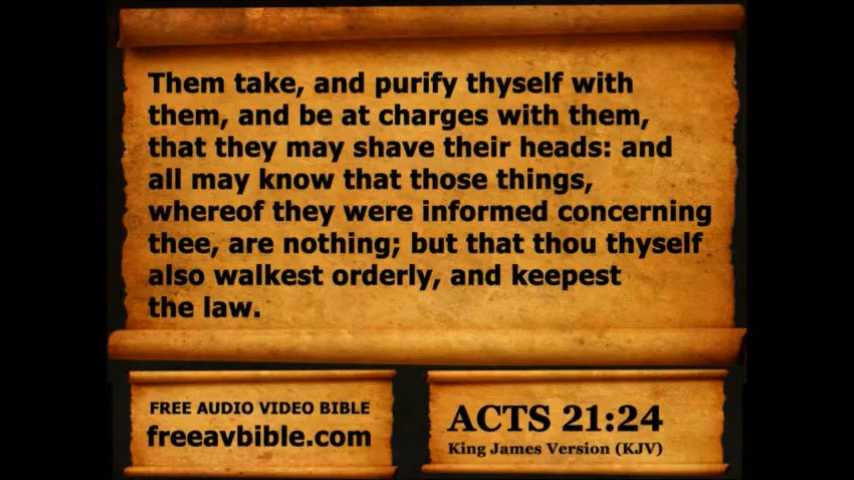 Them take, and purify thyself with
them, and be at charges with them,
that they may shave their heads: and
all may know that those things,
whereof they were informed concerning
thee, are nothing; but that thou thyself
also walkest orderly, and keepest
the law.
FREE AUDIO VIDEO BIBLE
freeavbible.com
ACTS 21:24
King James Version (KJV)